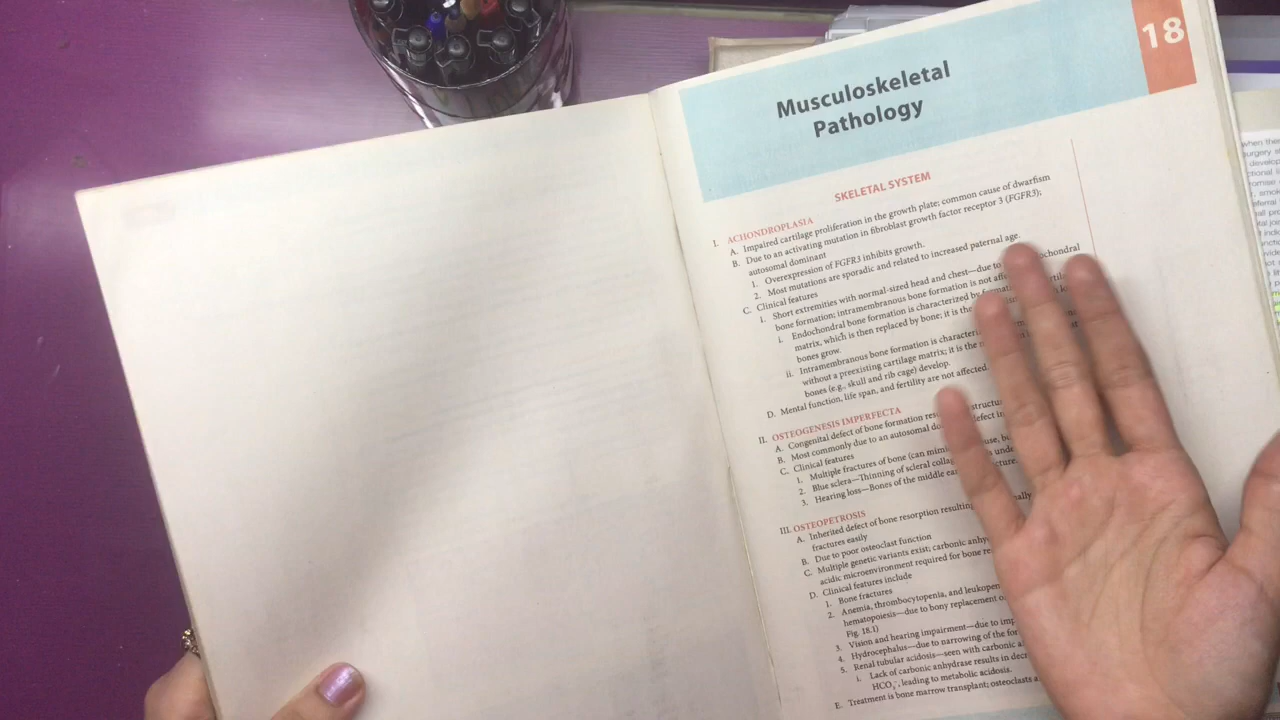 18
Musculoskeletal
Pathology
SKELETAL SYSTEM
I. ACHONDROPLASIA
A. Impaired cartilage proliferation in the growth plate; common cause of dwarfism
B. Due to an activating mutation in fibroblast growth factor receptor 3 (FGFR3);
autosomal dominant
1. Overexpression of FGFR3 inhibits growth.
2. Most mutations are sporadic and related to increased paternal age.
C. Clinical features
1. Short extremities with normal-sized head and chest—due to
bone formation; intramembranous bone formation is not
i. Endochondral bone formation is characterized by
matrix, which is then replaced by bone; it is the
bones grow.
ii. Intramembranous bone formation is
without a preexisting cartilage matrix; it is the
bones (e.g., skull and rib cage) develop.
D. Mental function, life span, and fertility are not affected.
II. OSTEOGENESIS IMPERFECTA
A. Congenital defect of bone formation
B. Most commonly due to an autosomal defect in
C. Clinical features
1. Multiple fractures of bone (can
2. Blue sclera—Thinning of scleral
3. Hearing loss—Bones of the middle
III. OSTEOPETROSIS
A. Inherited defect of bone resorption resulting
fractures easily
B. Due to poor osteoclast function
C. Multiple genetic variants exist; carbonic
acidic microenvironment required for bone
D. Clinical features include
1. Bone fractures
2. Anemia, thrombocytopenia, and
hematopoiesis—due to bony replacement
Fig. 18.1)
3. Vision and hearing impairment—due to
4. Hydrocephalus—due to narrowing of the
5. Renal tubular acidosis—seen with carbonic
i. Lack of carbonic anhydrase results in
HCO3-, leading to metabolic acidosis.
E. Treatment is bone marrow transplant; osteoclasts